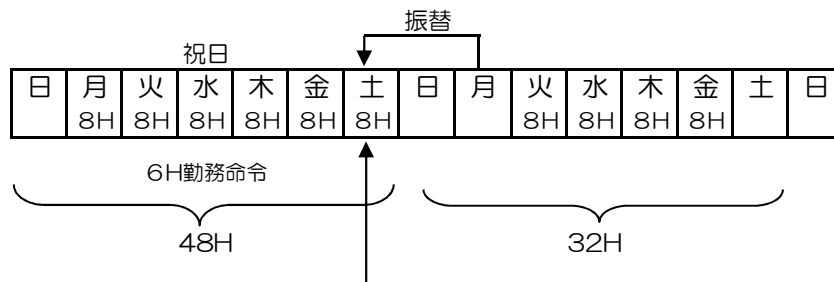 振替
祝日
日 月 火 水 木 金 土 日 月 火 水 木 金 土 日
8H 8H 8H 8H 8H 8H 8H 8H 8H 8H
6H勤務命令
48H 32H